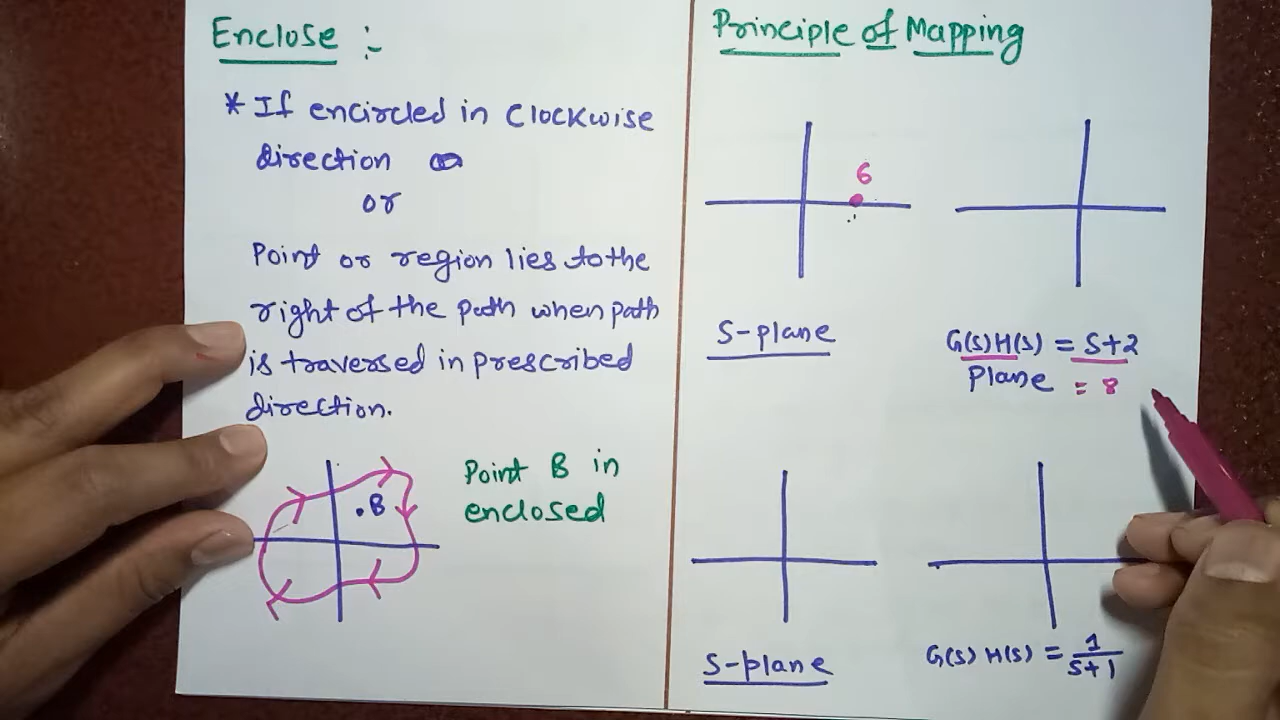 Enclose :-
* If encircled in Clockwise
direction
or
Point or region lies to the
right of the path when path
is traversed in prescribed
direction.
B
Point B in
enclosed
Principle of Mapping
6
S-plane
G(s)H(s) = S+2
Plane = 8
S-plane
G(s) H(s) = 1/S+1